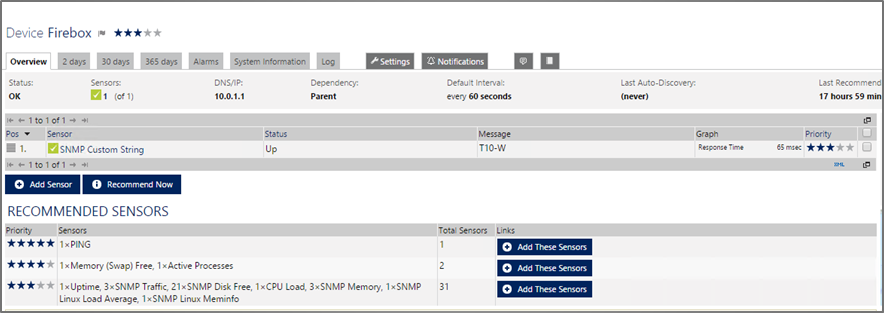 Device Firebox
Overview 2 days 30 days 365 days Alarms System Information Log Settings Notifications
Status: Sensors: DNS/IP: Dependency: Default Interval: Last Auto-Discovery: Last Recommend
OK 1 (of 1) 10.0.1.1 Parent every 60 seconds (never) 17 hours 59 min
1 to 1 of 1
Pos Sensor Status Message Graph Priority
1. SNMP Custom String Up T10-W Response Time 65 msec
1 to 1 of 1 XML
Add Sensor Recommend Now
RECOMMENDED SENSORS
Priority Sensors Total Sensors Links
1×PING 1 Add These Sensors
1×Memory (Swap) Free, 1×Active Processes 2 Add These Sensors
1×Uptime, 3×SNMP Traffic, 21×SNMP Disk Free, 1×CPU Load, 3×SNMP Memory, 1×SNMP 31 Add These Sensors
Linux Load Average, 1×SNMP Linux Meminfo